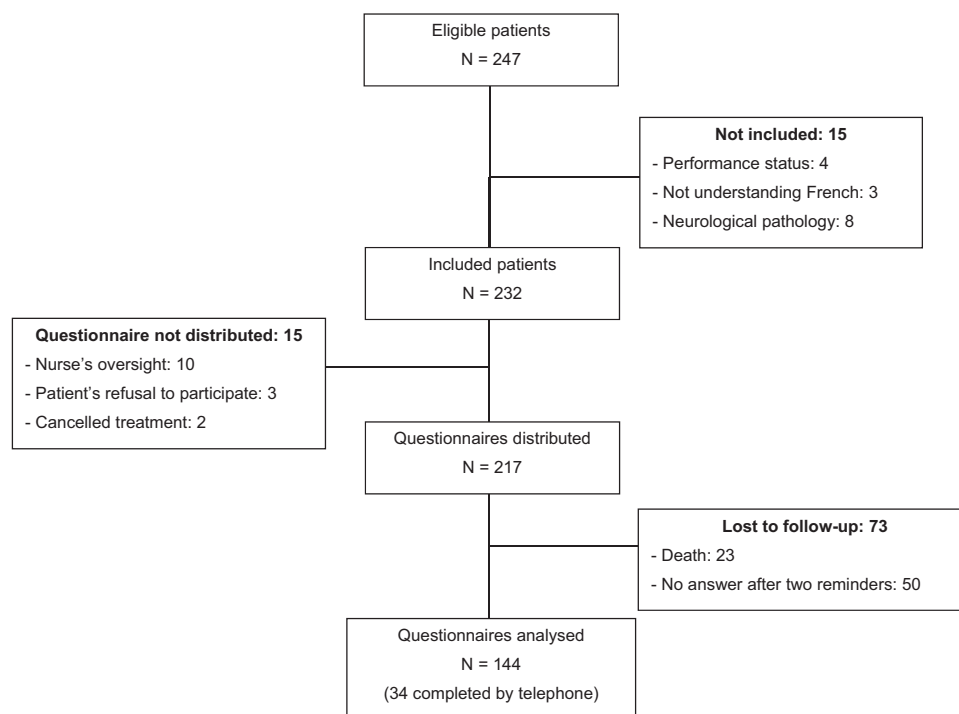 Eligible patients
N = 247
Not included: 15
- Performance status: 4
- Not understanding French: 3
- Neurological pathology: 8
Included patients
N = 232
Questionnaire not distributed: 15
- Nurse’s oversight: 10
- Patient’s refusal to participate: 3
- Cancelled treatment: 2
Questionnaires distributed
N = 217
Lost to follow-up: 73
- Death: 23
- No answer after two reminders: 50
Questionnaires analysed
N = 144
(34 completed by telephone)